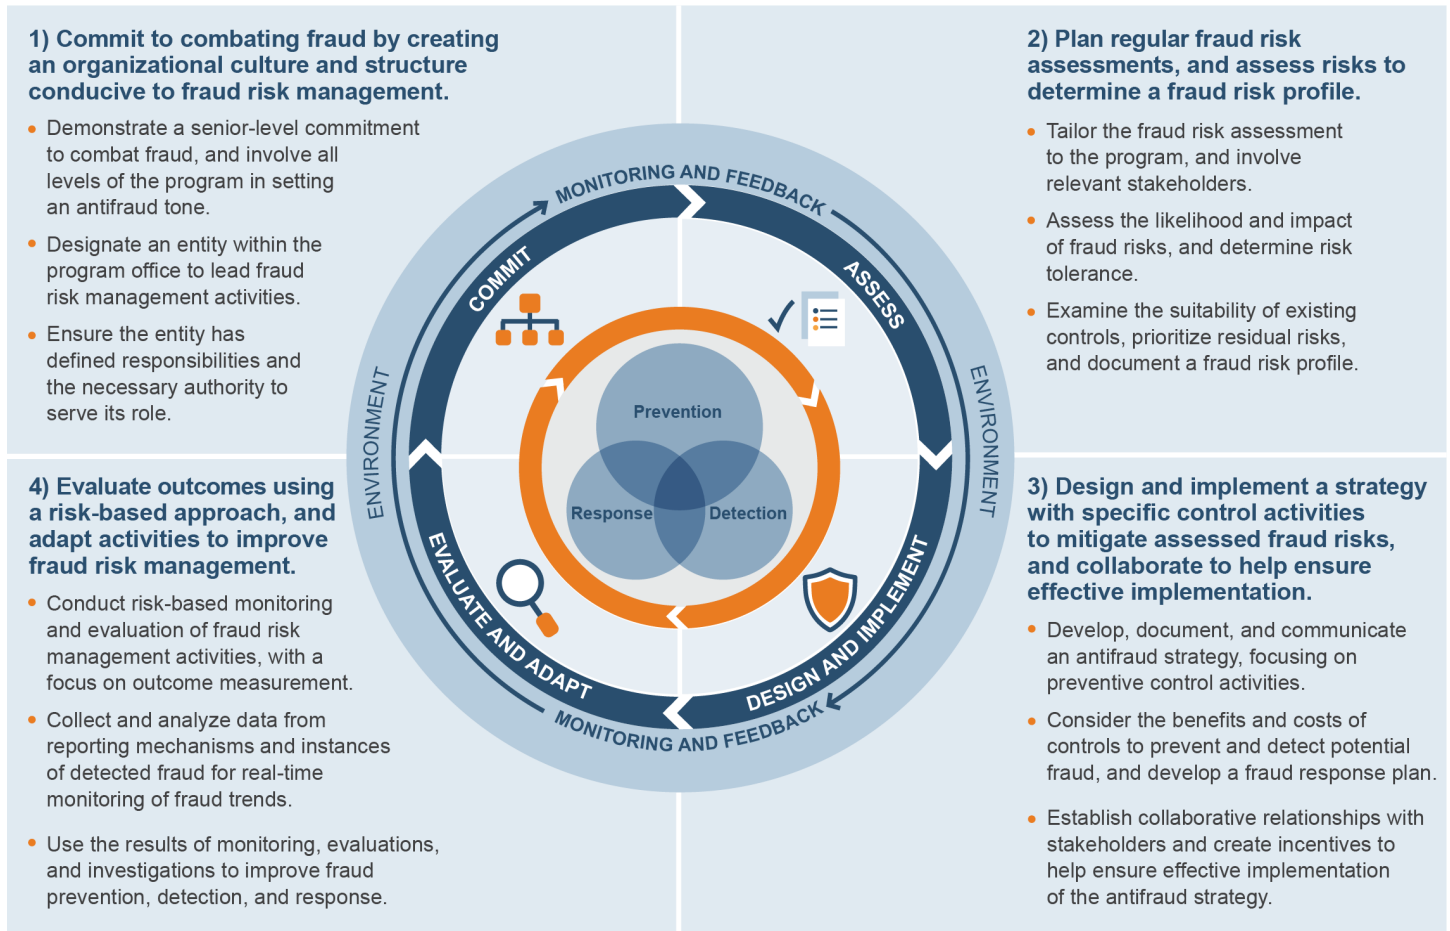 1) Commit to combating fraud by creating
an organizational culture and structure
conducive to fraud risk management.
• Demonstrate a senior-level commitment
to combat fraud, and involve all
levels of the program in setting
an antifraud tone.
• Designate an entity within the
program office to lead fraud
risk management activities.
• Ensure the entity has
defined responsibilities and
the necessary authority to
serve its role.
2) Plan regular fraud risk
assessments, and assess risks to
determine a fraud risk profile.
• Tailor the fraud risk assessment
to the program, and involve
relevant stakeholders.
• Assess the likelihood and impact
of fraud risks, and determine risk
tolerance.
• Examine the suitability of existing
controls, prioritize residual risks,
and document a fraud risk profile.
MONITORING AND FEEDBACK
COMMIT
ASSESS
ENVIRONMENT
ENVIRONMENT
Prevention
Response
Detection
EVALUATE AND ADAPT
DESIGN AND IMPLEMENT
MONITORING AND FEEDBACK
3) Design and implement a strategy
with specific control activities
to mitigate assessed fraud risks,
and collaborate to help ensure
effective implementation.
• Develop, document, and communicate
an antifraud strategy, focusing on
preventive control activities.
• Consider the benefits and costs of
controls to prevent and detect potential
fraud, and develop a fraud response plan.
• Establish collaborative relationships with
stakeholders and create incentives to
help ensure effective implementation
of the antifraud strategy.
4) Evaluate outcomes using
a risk-based approach, and
adapt activities to improve
fraud risk management.
• Conduct risk-based monitoring
and evaluation of fraud risk
management activities, with a
focus on outcome measurement.
• Collect and analyze data from
reporting mechanisms and instances
of detected fraud for real-time
monitoring of fraud trends.
• Use the results of monitoring, evaluations,
and investigations to improve fraud
prevention, detection, and response.